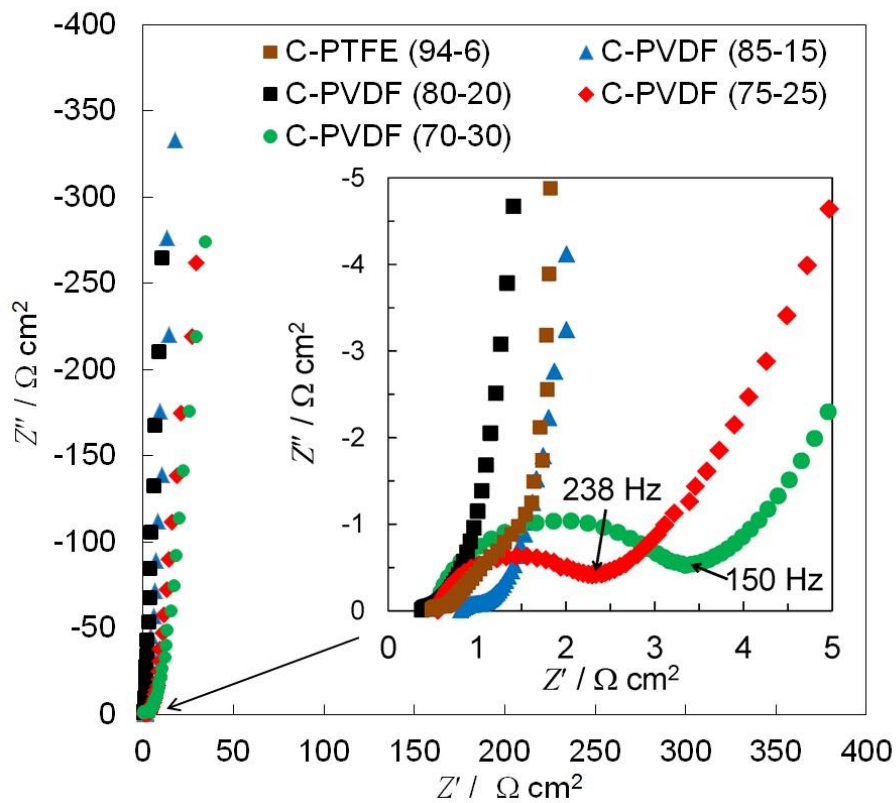 -400
-350
-300
-250
-200
-150
-100
-50
0
Z'' / Ω cm²
C-PTFE (94-6)
C-PVDF (85-15)
C-PVDF (80-20)
C-PVDF (75-25)
C-PVDF (70-30)
-5
-4
-3
-2
-1
0
Z'' / Ω cm²
238 Hz
150 Hz
0 1 2 3 4 5
Z' / Ω cm²
0 50 100 150 200 250 300 350 400
Z' / Ω cm²